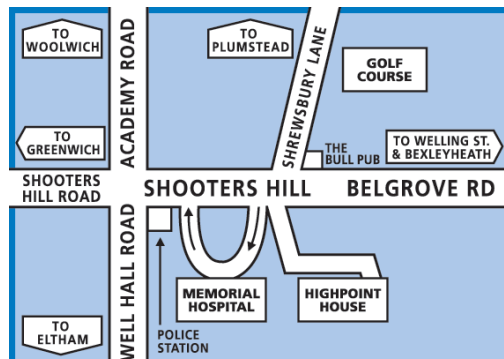 TO
WOOLWICH
ACADEMY ROAD
TO
PLUMSTEAD
SHREWSBURY LANE
GOLF
COURSE
TO
GREENWICH
THE
BULL PUB
TO WELLING ST.
& BEXLEYHEATH
SHOOTERS
HILL ROAD
SHOOTERS HILL
BELGROVE RD
WELL HALL ROAD
MEMORIAL
HOSPITAL
HIGHPOINT
HOUSE
TO
ELTHAM
POLICE
STATION